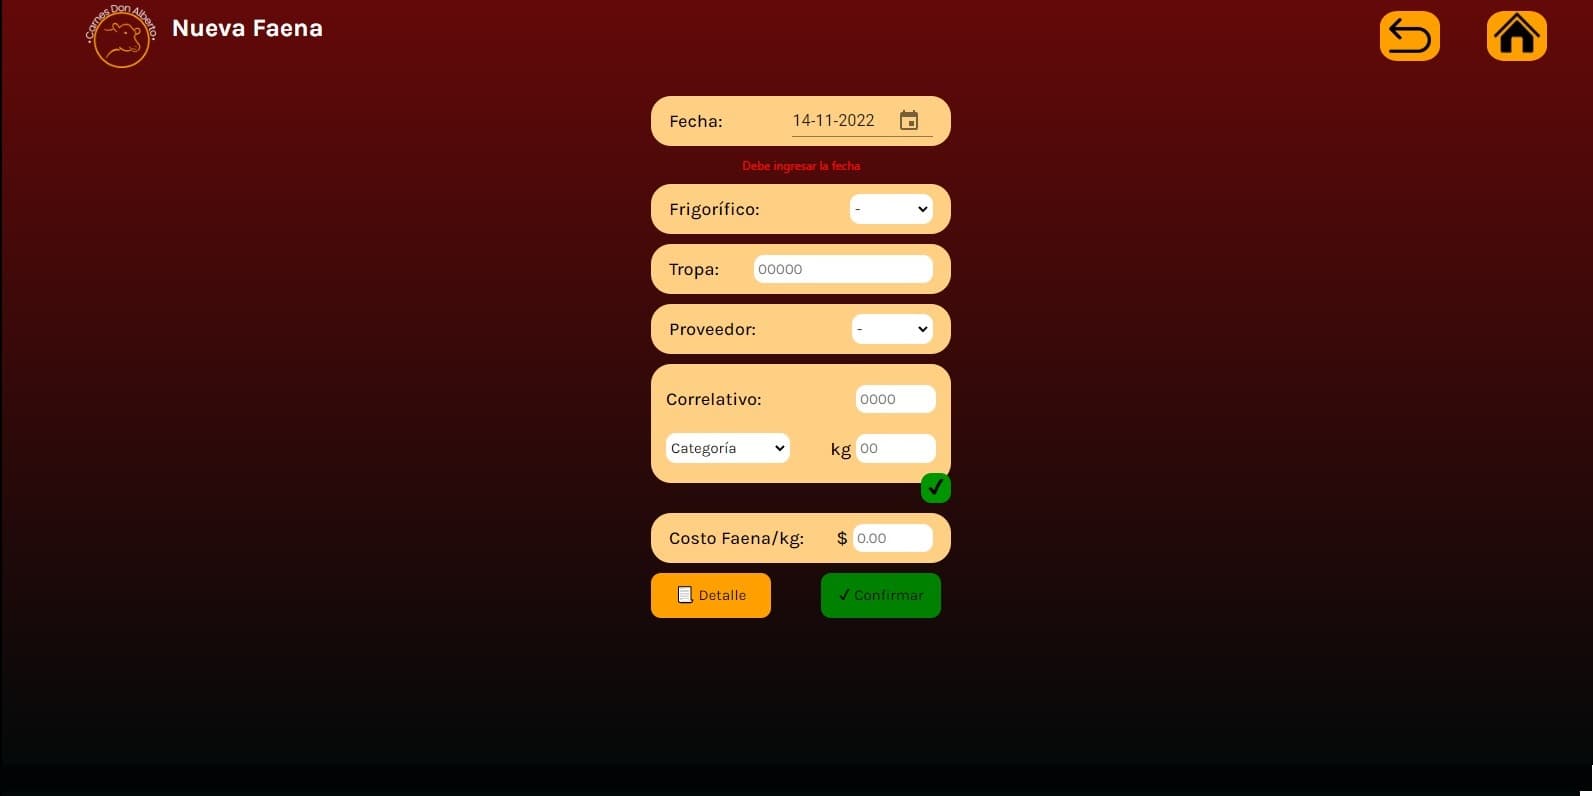 Carnes Don Alberto
Nueva Faena
Fecha: 14-11-2022
Debe ingresar la fecha
Frigorífico: -
Tropa: 00000
Proveedor: -
Correlativo: 0000
Categoría kg 00
Costo Faena/kg: $ 0.00
Detalle ✓ Confirmar